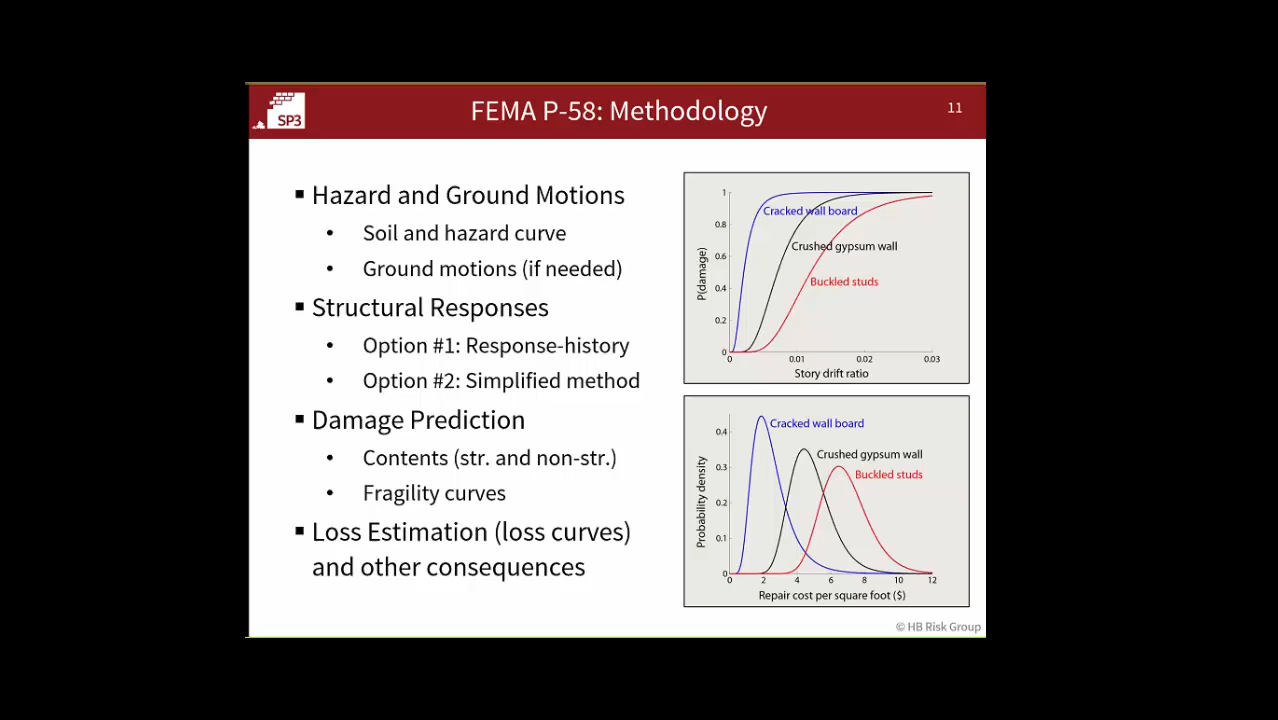 SP3
FEMA P-58: Methodology
11
▪ Hazard and Ground Motions
• Soil and hazard curve
• Ground motions (if needed)
▪ Structural Responses
• Option #1: Response-history
• Option #2: Simplified method
▪ Damage Prediction
• Contents (str. and non-str.)
• Fragility curves
▪ Loss Estimation (loss curves)
and other consequences
1
0.8
0.6
0.4
0.2
0
P(damage)
Cracked wall board
Crushed gypsum wall
Buckled studs
0 0.01 0.02 0.03
Story drift ratio
0.4
0.3
0.2
0.1
0
Probability density
Cracked wall board
Crushed gypsum wall
Buckled studs
0 2 4 6 8 10 12
Repair cost per square foot ($)
© HB Risk Group